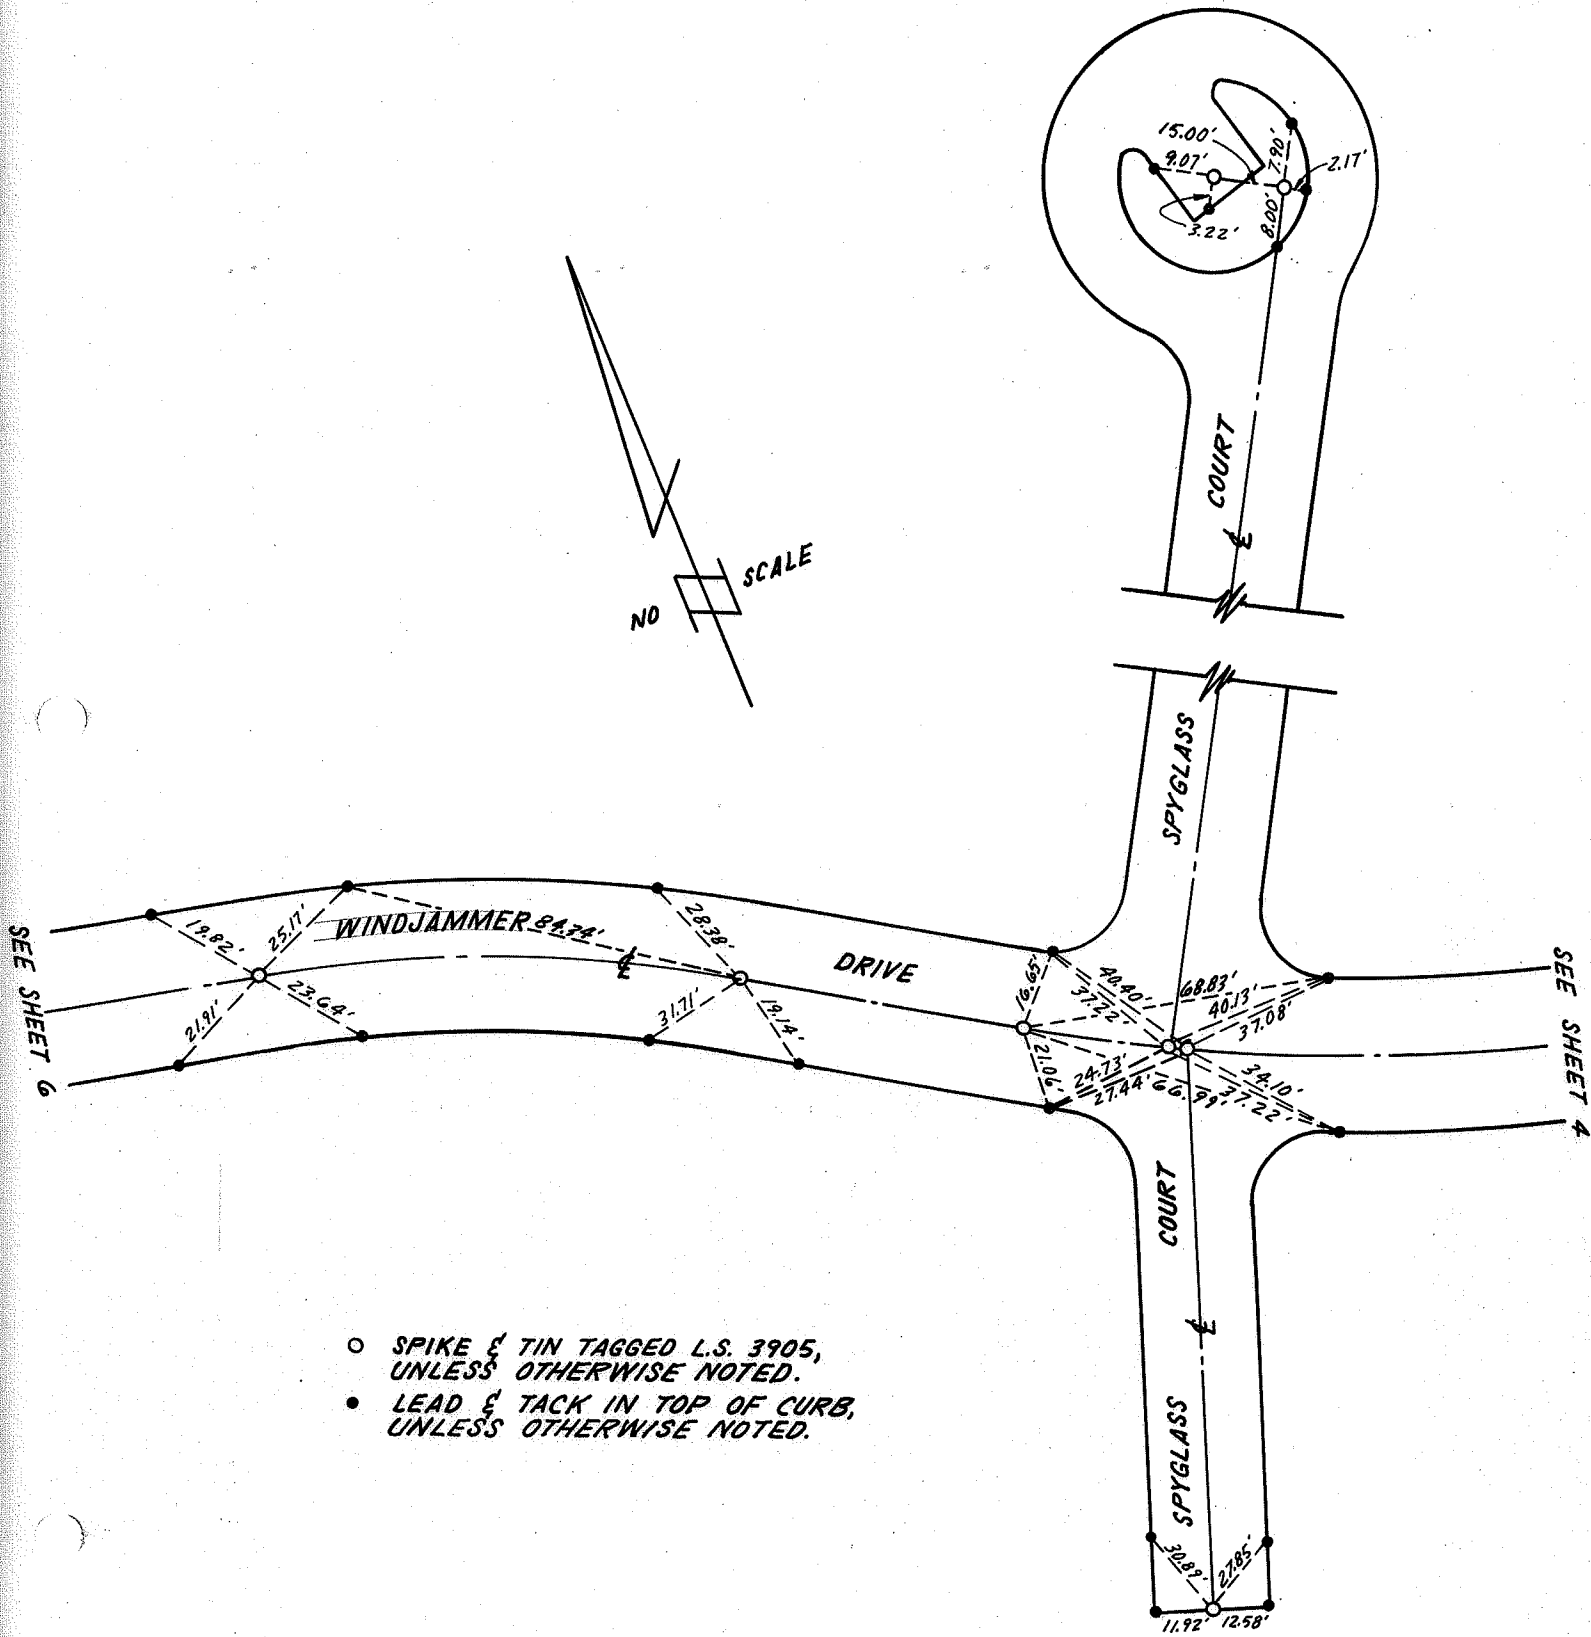 15.00'
9.07'
7.90'
2.17'
8.00'
3.22'
COURT
℄
NO SCALE
SPYGLASS
SEE SHEET 6
19.82'
25.17'
WINDJAMMER 84.34'
℄
28.38'
DRIVE
21.91'
23.64'
31.71'
19.14'
16.65'
40.40'
37.22'
68.83'
40.13'
37.08'
21.06'
24.73'
27.44'
66.99'
34.10'
37.22'
SEE SHEET 4
COURT
℄
SPYGLASS
30.89'
27.85'
11.92'
12.58'
SPIKE & TIN TAGGED L.S. 3905,
UNLESS OTHERWISE NOTED.
LEAD & TACK IN TOP OF CURB,
UNLESS OTHERWISE NOTED.